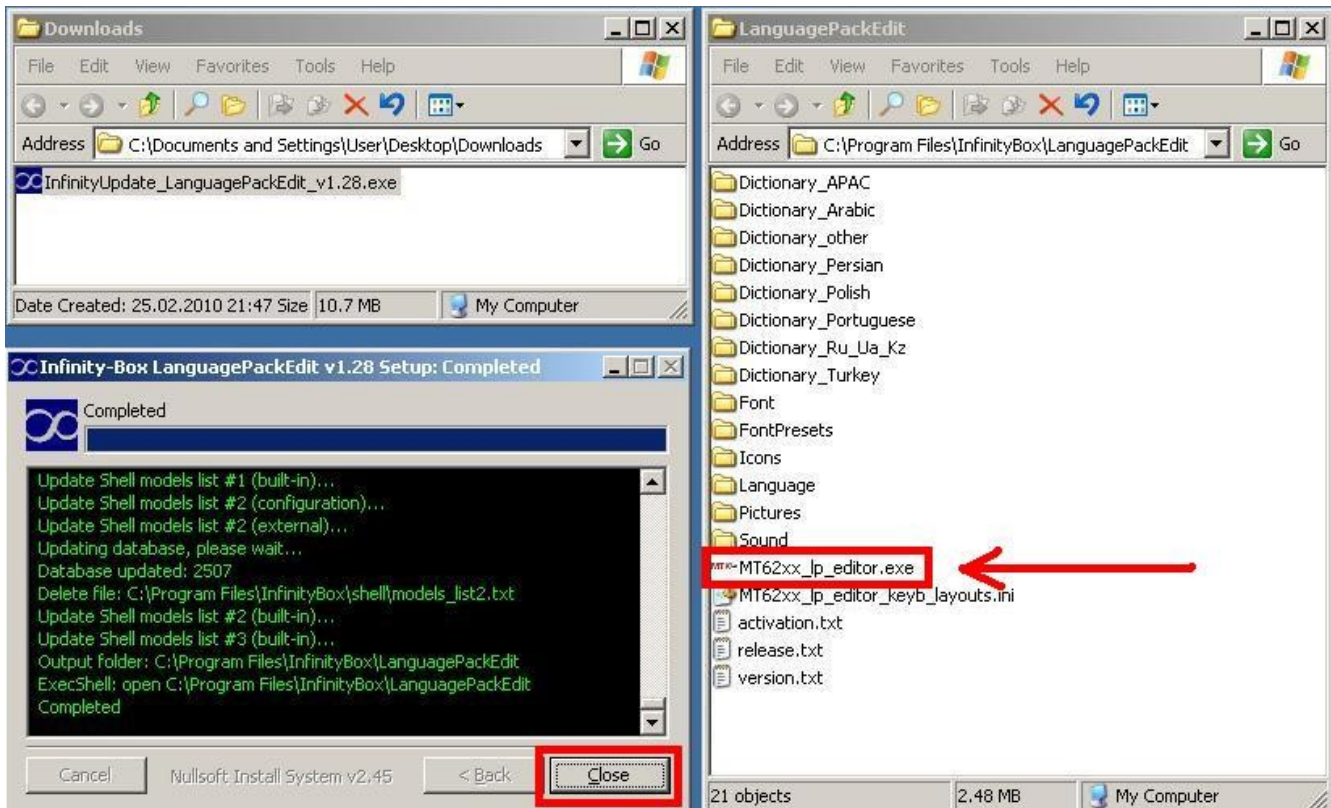 Downloads
File Edit View Favorites Tools Help
Address C:\Documents and Settings\User\Desktop\Downloads Go
InfinityUpdate_LanguagePackEdit_v1.28.exe
Date Created: 25.02.2010 21:47 Size 10.7 MB My Computer
Infinity-Box LanguagePackEdit v1.28 Setup: Completed
Completed
Update Shell models list #1 (built-in)...
Update Shell models list #2 (configuration)...
Update Shell models list #2 (external)...
Updating database, please wait...
Database updated: 2507
Delete file: C:\Program Files\InfinityBox\shell\models_list2.txt
Update Shell models list #2 (built-in)...
Update Shell models list #3 (built-in)...
Output folder: C:\Program Files\InfinityBox\LanguagePackEdit
ExecShell: open C:\Program Files\InfinityBox\LanguagePackEdit
Completed
Cancel Nullsoft Install System v2.45 < Back Close
LanguagePackEdit
File Edit View Favorites Tools Help
Address C:\Program Files\InfinityBox\LanguagePackEdit Go
Dictionary_APAC
Dictionary_Arabic
Dictionary_other
Dictionary_Persian
Dictionary_Polish
Dictionary_Portuguese
Dictionary_Ru_Ua_Kz
Dictionary_Turkey
Font
FontPresets
Icons
Language
Pictures
Sound
MT62xx_lp_editor.exe
MT62xx_lp_editor_keyb_layouts.ini
activation.txt
release.txt
version.txt
21 objects 2.48 MB My Computer